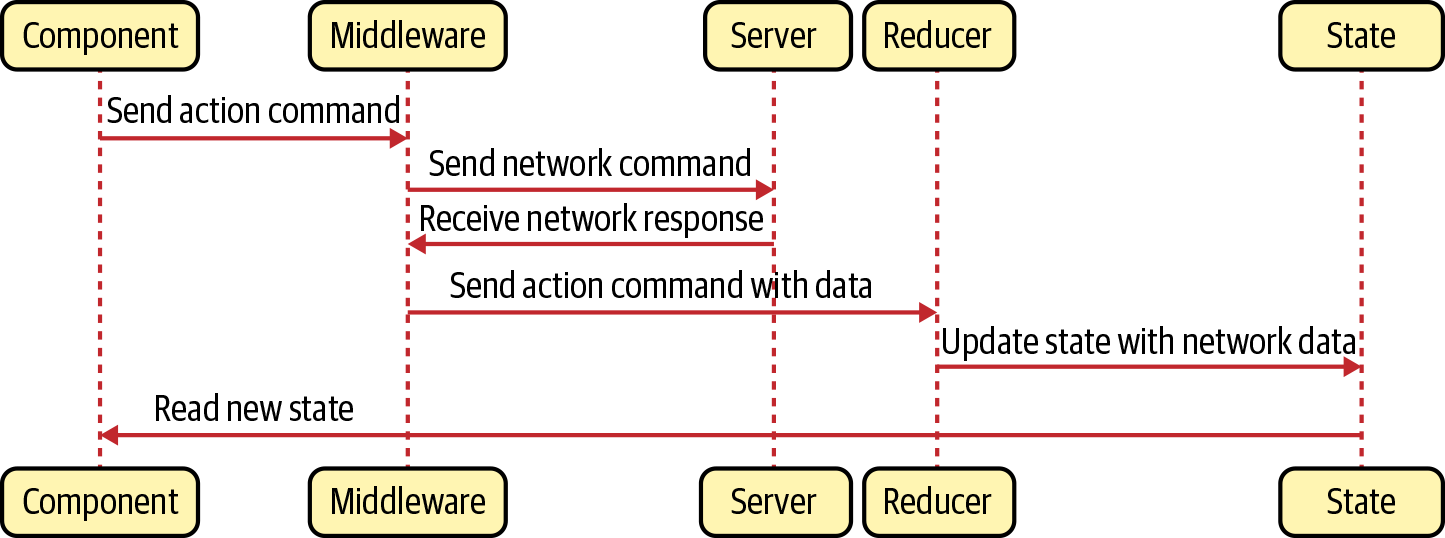 Component
Middleware
Server
Reducer
State
Send action command
Send network command
Receive network response
Send action command with data
Update state with network data
Read new state
Component
Middleware
Server
Reducer
State